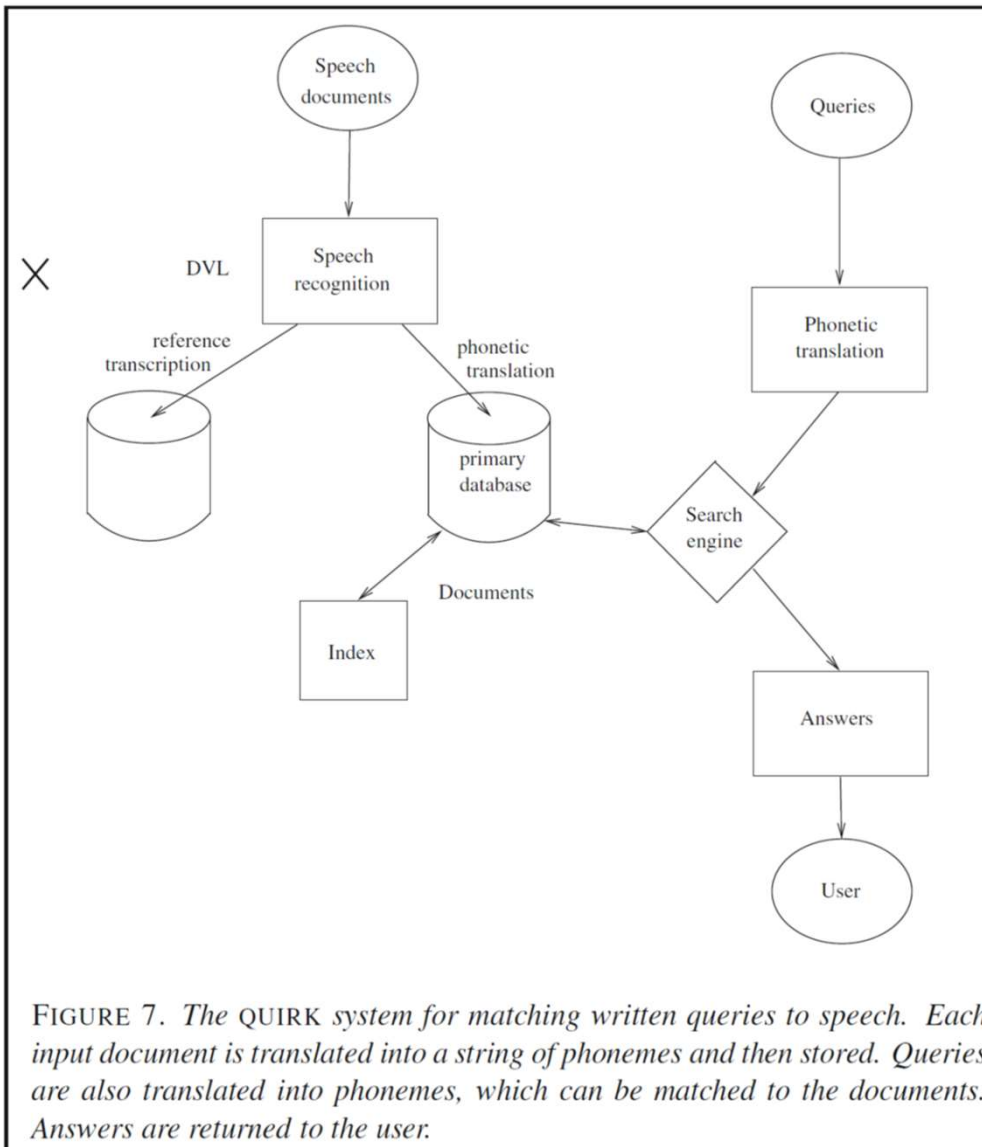 Speech
documents
Queries
X
DVL
Speech
recognition
Phonetic
translation
reference
transcription
phonetic
translation
primary
database
Search
engine
Documents
Index
Answers
User
FIGURE 7. The QUIRK system for matching written queries to speech. Each
input document is translated into a string of phonemes and then stored. Queries
are also translated into phonemes, which can be matched to the documents.
Answers are returned to the user.